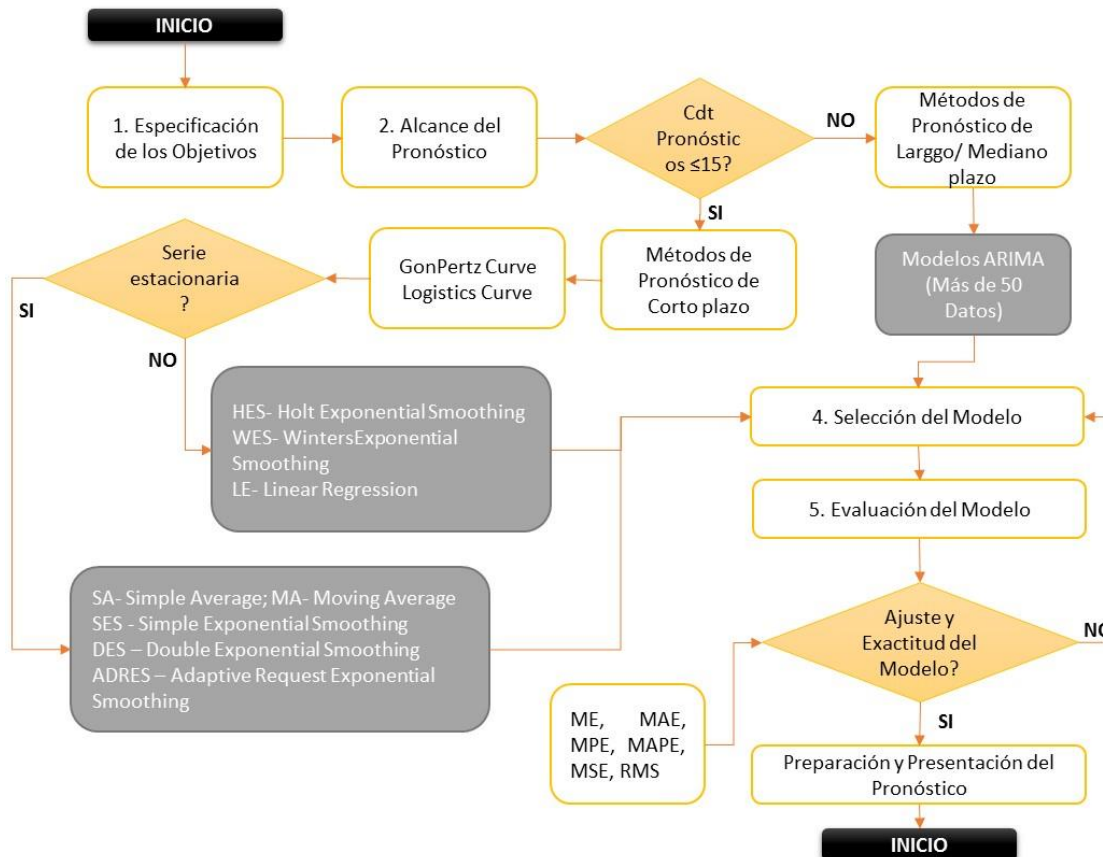 INICIO
1. Especificación
de los Objetivos
2. Alcance del
Pronóstico
Cdt
Pronóstic
os ≤15?
NO
Métodos de
Pronóstico de
Larggo/ Mediano
plazo
SI
Métodos de
Pronóstico de
Corto plazo
GonPertz Curve
Logistics Curve
Serie
estacionaria
?
SI
NO
Modelos ARIMA
(Más de 50
Datos)
HES- Holt Exponential Smoothing
WES- WintersExponential
Smoothing
LE- Linear Regression
4. Selección del Modelo
5. Evaluación del Modelo
SA- Simple Average; MA- Moving Average
SES - Simple Exponential Smoothing
DES – Double Exponential Smoothing
ADRES – Adaptive Request Exponential
Smoothing
Ajuste y
Exactitud del
Modelo?
NO
ME, MAE,
MPE, MAPE,
MSE, RMS
SI
Preparación y Presentación del
Pronóstico
INICIO